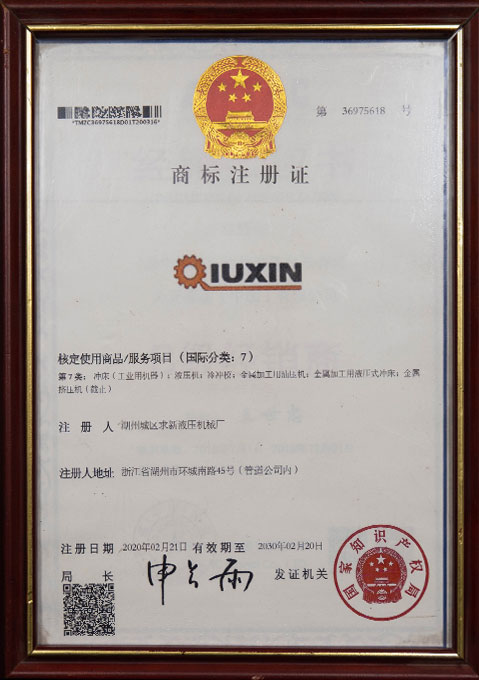 *TMZC36975618D01T200316*
第 36975618 号
商标注册证
QIUXIN
核定使用商品/服务项目（国际分类：7）
第7类：冲床（工业用机器）；液压机；冷冲模；金属加工用油压机；金属加工用液压式冲床；金属
挤压机（截止）
注 册 人 湖州城区求新液压机械厂
注册人地址 浙江省湖州市环城南路45号（管道公司内）
注册日期 2020年02月21日 有效期至 2030年02月20日
局 长 申长雨 发证机关
国家知识产权局